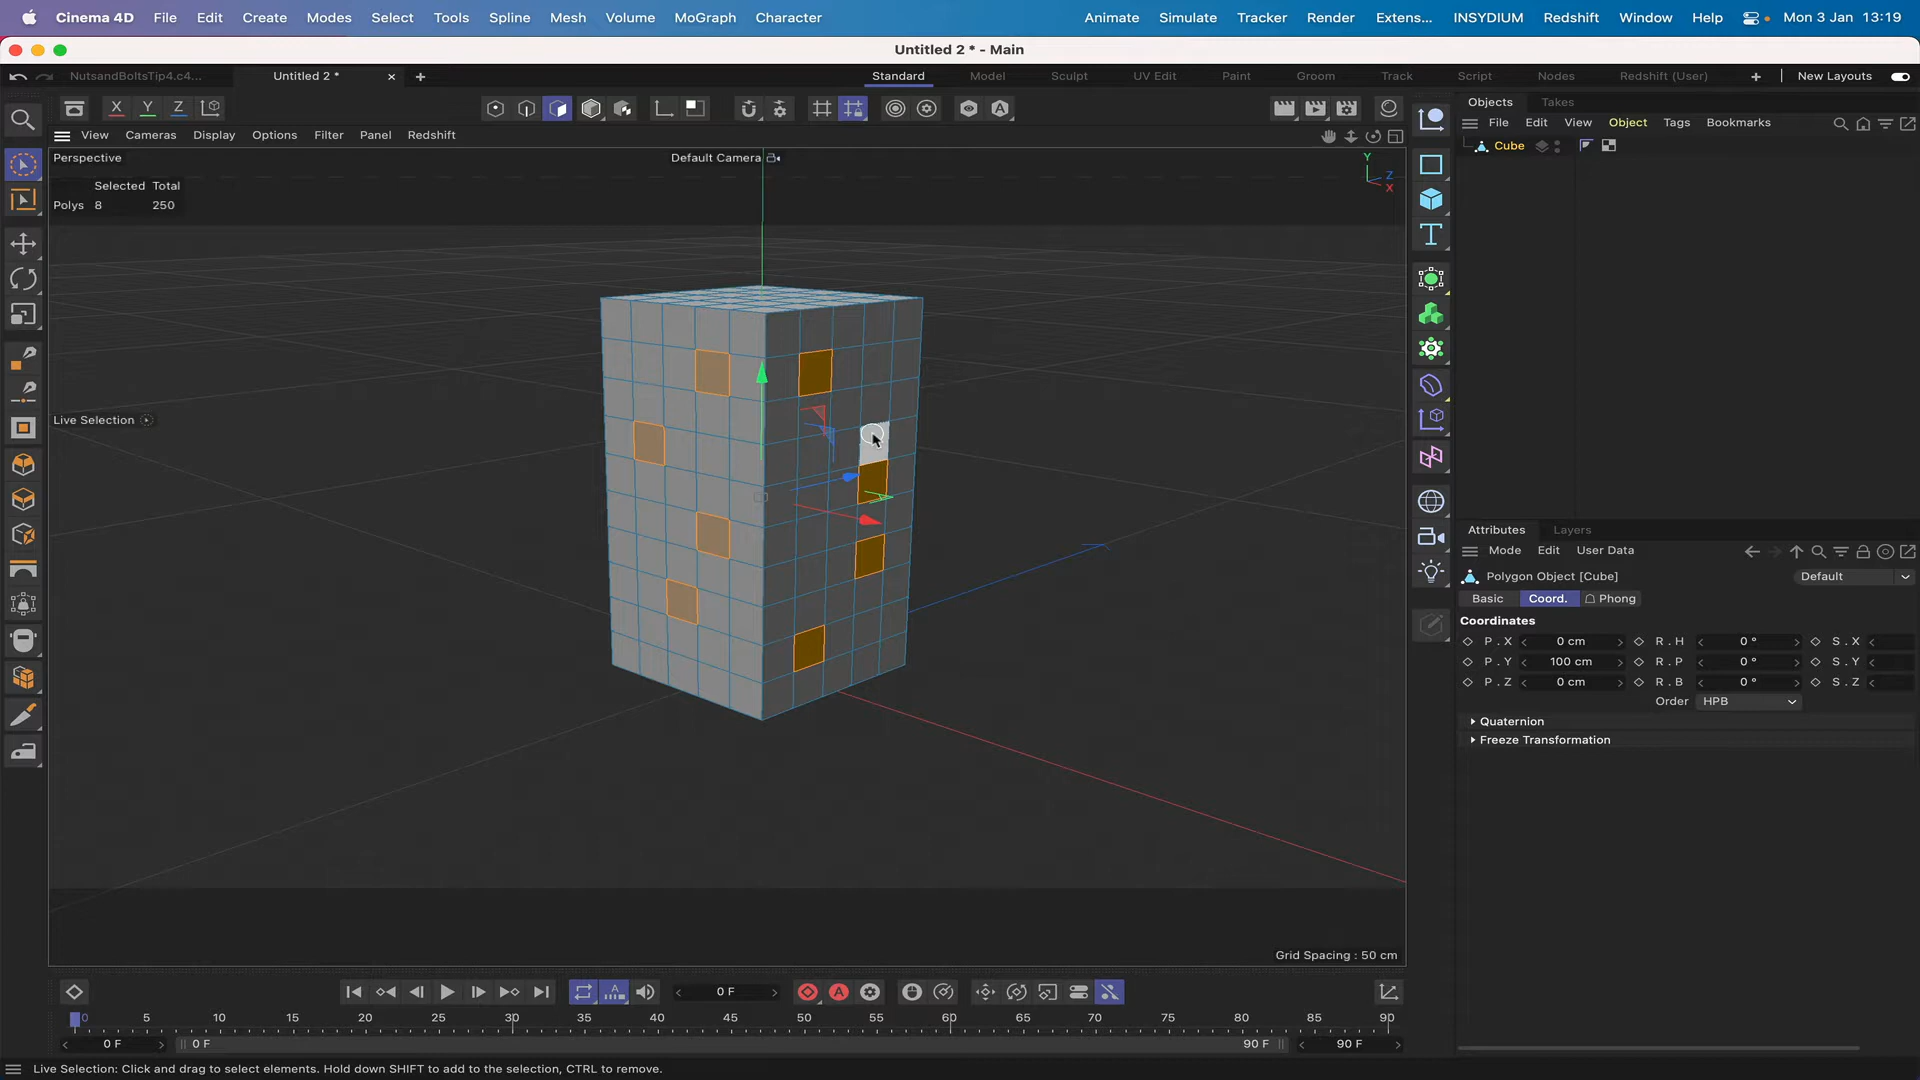 Cinema 4D File Edit Create Modes Select Tools Spline Mesh Volume MoGraph Character Animate Simulate Tracker Render Extens... INSYDIUM Redshift Window Help Mon 3 Jan 13:19
Untitled 2 * - Main
NutsandBoltsTip4.c4... Untitled 2 * × + Standard Model Sculpt UV Edit Paint Groom Track Script Nodes Redshift (User) + New Layouts
X Y Z
Objects Takes
File Edit View Object Tags Bookmarks
View Cameras Display Options Filter Panel Redshift
Cube
Perspective Default Camera
Y
Z
X
Selected Total
Polys 8 250
Live Selection
Attributes Layers
Mode Edit User Data
Polygon Object [Cube] Default
Basic Coord. Phong
Coordinates
P . X 0 cm R . H 0 ° S . X
P . Y 100 cm R . P 0 ° S . Y
P . Z 0 cm R . B 0 ° S . Z
Order HPB
Quaternion
Freeze Transformation
Grid Spacing : 50 cm
0 F
0 5 10 15 20 25 30 35 40 45 50 55 60 65 70 75 80 85 90
0 F 0 F 90 F 90 F
Live Selection: Click and drag to select elements. Hold down SHIFT to add to the selection, CTRL to remove.